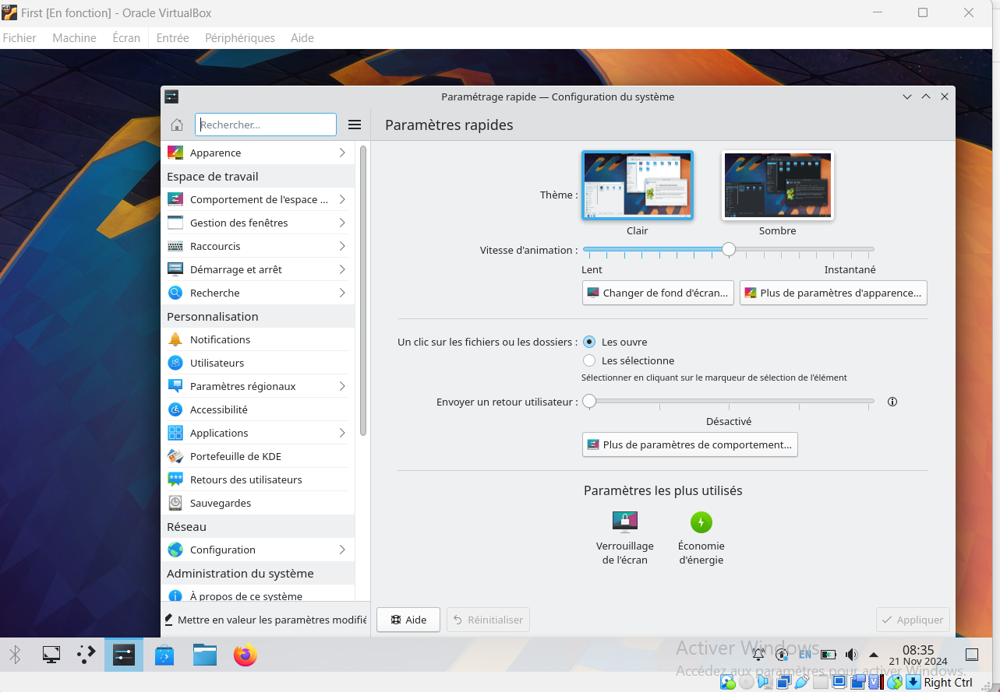 First [En fonction] - Oracle VirtualBox
Fichier Machine Écran Entrée Périphériques Aide
Paramétrage rapide — Configuration du système
Rechercher...
Paramètres rapides
Apparence
Espace de travail
Comportement de l'espace ...
Gestion des fenêtres
Raccourcis
Démarrage et arrêt
Recherche
Personnalisation
Notifications
Utilisateurs
Paramètres régionaux
Accessibilité
Applications
Portefeuille de KDE
Retours des utilisateurs
Sauvegardes
Réseau
Configuration
Administration du système
À propos de ce système
Mettre en valeur les paramètres modifié
Thème :
Clair Sombre
Vitesse d'animation :
Lent Instantané
Changer de fond d'écran... Plus de paramètres d'apparence...
Un clic sur les fichiers ou les dossiers : Les ouvre
Les sélectionne
Sélectionner en cliquant sur le marqueur de sélection de l'élément
Envoyer un retour utilisateur :
Désactivé
Plus de paramètres de comportement...
Paramètres les plus utilisés
Verrouillage
de l'écran
Économie
d'énergie
Aide Réinitialiser Appliquer
Activer Windows
Accédez aux paramètres pour activer Windows.
EN
08:35
21 Nov 2024
Right Ctrl